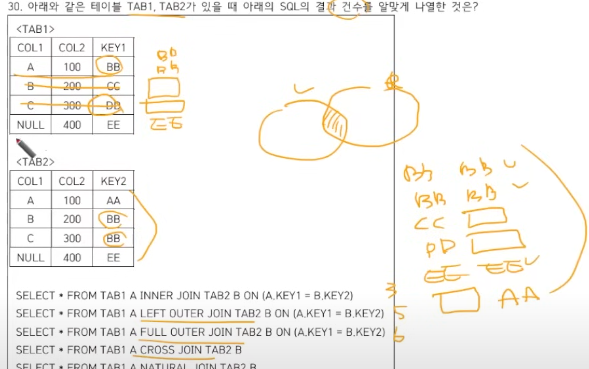 30. 아래와 같은 테이블 TAB1, TAB2가 있을 때 아래의 SQL의 결과 건수를 알맞게 나열한 것은?
<TAB1>
COL1 COL2 KEY1
A 100 BB
B 200 CC
C 300 DD
NULL 400 EE
BB
BB
EE
<TAB2>
COL1 COL2 KEY2
A 100 AA
B 200 BB
C 300 BB
NULL 400 EE
BB BB
BB BB
CC
DD
EE EE
AA
SELECT * FROM TAB1 A INNER JOIN TAB2 B ON (A.KEY1 = B.KEY2) 3
SELECT * FROM TAB1 A LEFT OUTER JOIN TAB2 B ON (A.KEY1 = B.KEY2) 5
SELECT * FROM TAB1 A FULL OUTER JOIN TAB2 B ON (A.KEY1 = B.KEY2) 6
SELECT * FROM TAB1 A CROSS JOIN TAB2 B
SELECT * FROM TAB1 A NATURAL JOIN TAB2 B